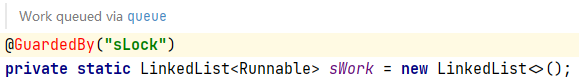 Work queued via queue
@GuardedBy("sLock")
private static LinkedList<Runnable> sWork = new LinkedList<>();